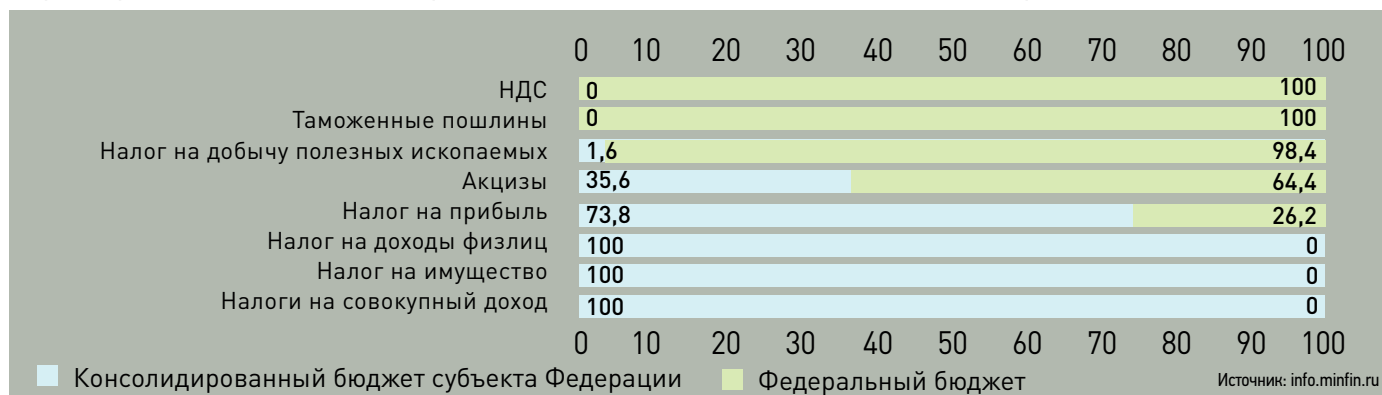 0 10 20 30 40 50 60 70 80 90 100
НДС 0 100
Таможенные пошлины 0 100
Налог на добычу полезных ископаемых 1,6 98,4
Акцизы 35,6 64,4
Налог на прибыль 73,8 26,2
Налог на доходы физлиц 100 0
Налог на имущество 100 0
Налоги на совокупный доход 100 0
0 10 20 30 40 50 60 70 80 90 100
Консолидированный бюджет субъекта Федерации Федеральный бюджет Источник: info.minfin.ru